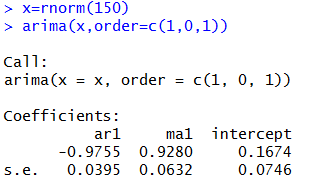 > x=rnorm(150)
> arima(x,order=c(1,0,1))
Call:
arima(x = x, order = c(1, 0, 1))
Coefficients:
ar1 ma1 intercept
-0.9755 0.9280 0.1674
s.e. 0.0395 0.0632 0.0746